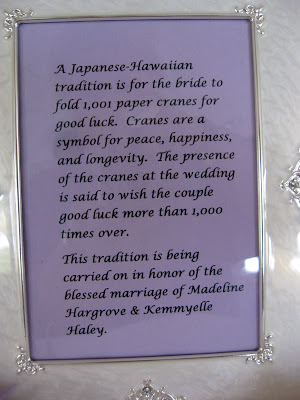 A Japanese-Hawaiian
tradition is for the bride to
fold 1,001 paper cranes for
good luck. Cranes are a
symbol for peace, happiness,
and longevity. The presence
of the cranes at the wedding
is said to wish the couple
good luck more than 1,000
times over.
This tradition is being
carried on in honor of the
blessed marriage of Madeline
Hargrove & Kemmyelle
Haley.